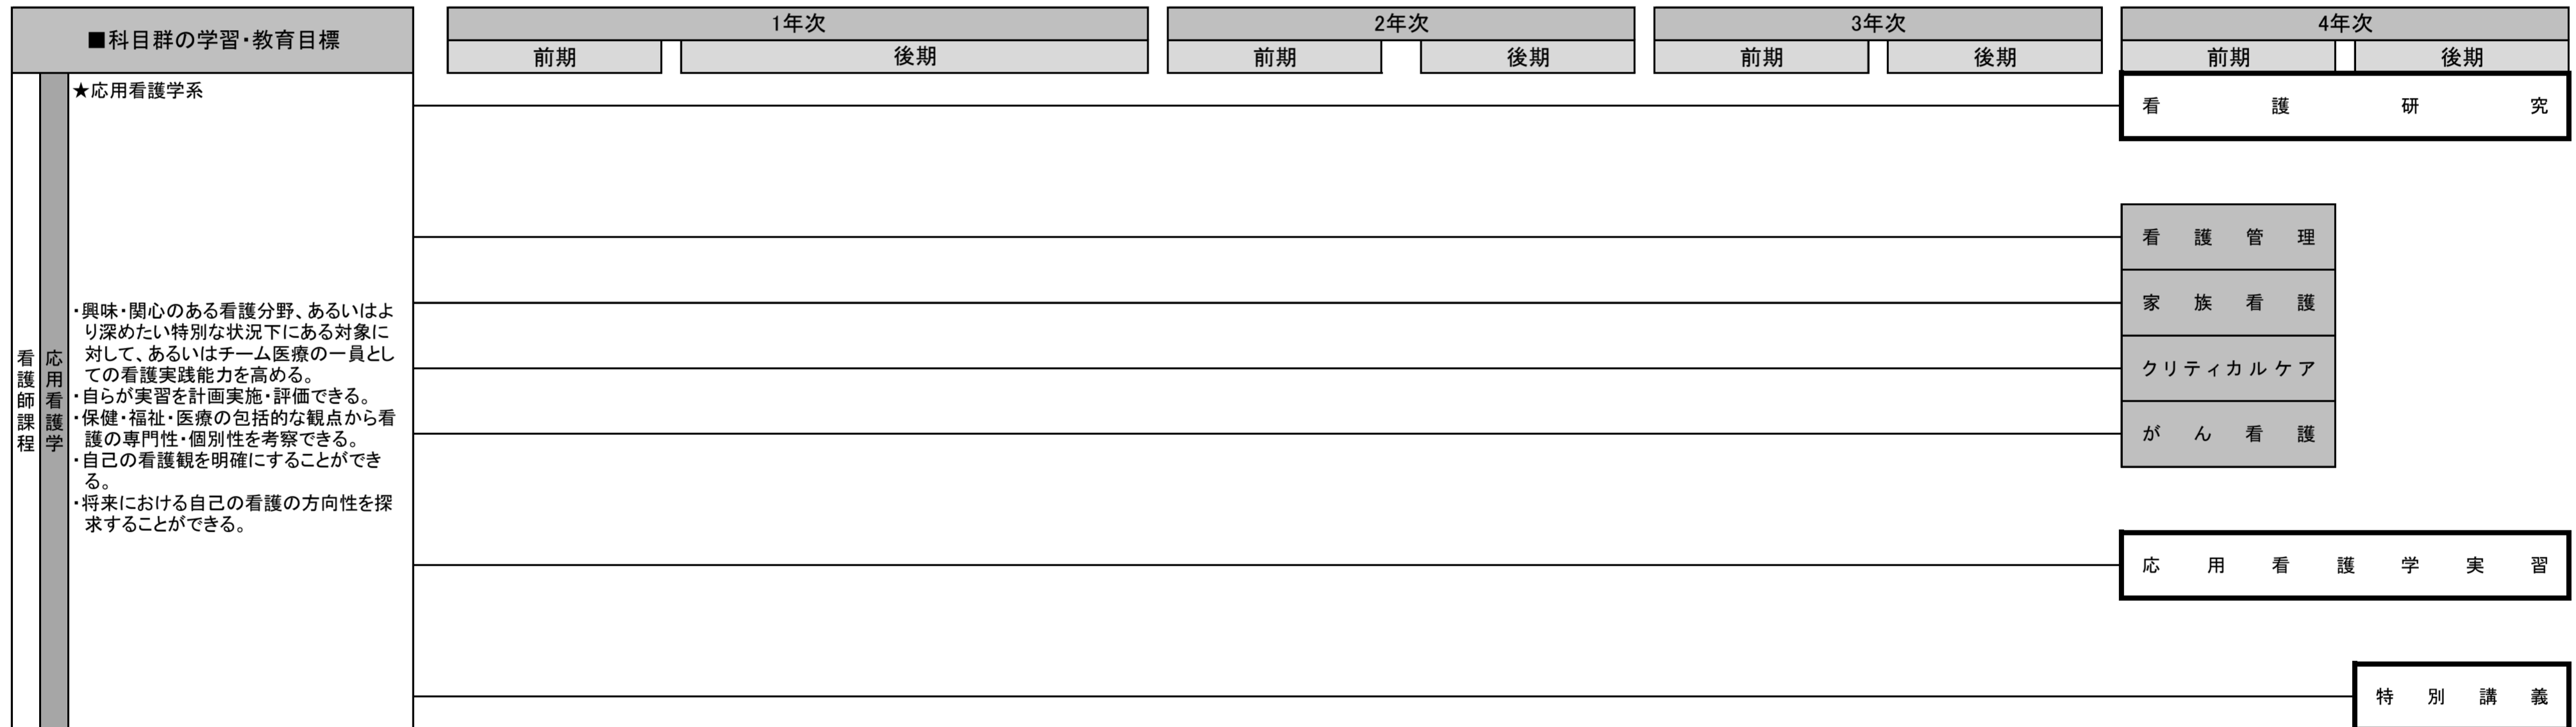 ■科目群の学習・教育目標
1年次
2年次
3年次
4年次
前期
後期
前期
後期
前期
後期
前期
後期
看護師課程
応用看護学
★応用看護学系
・興味・関心のある看護分野、あるいはよ
り深めたい特別な状況下にある対象に
対して、あるいはチーム医療の一員とし
ての看護実践能力を高める。
・自らが実習を計画実施・評価できる。
・保健・福祉・医療の包括的な観点から看
護の専門性・個別性を考察できる。
・自己の看護観を明確にすることができ
る。
・将来における自己の看護の方向性を探
求することができる。
看護研究
看護管理
家族看護
クリティカルケア
がん看護
応用看護学実習
特別講義